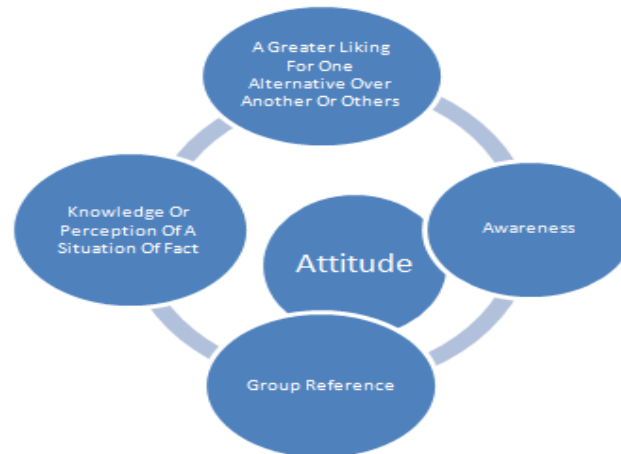 A Greater Liking
For One
Alternative Over
Another Or Others
Knowledge Or
Perception Of A
Situation Of Fact
Awareness
Attitude
Group Reference